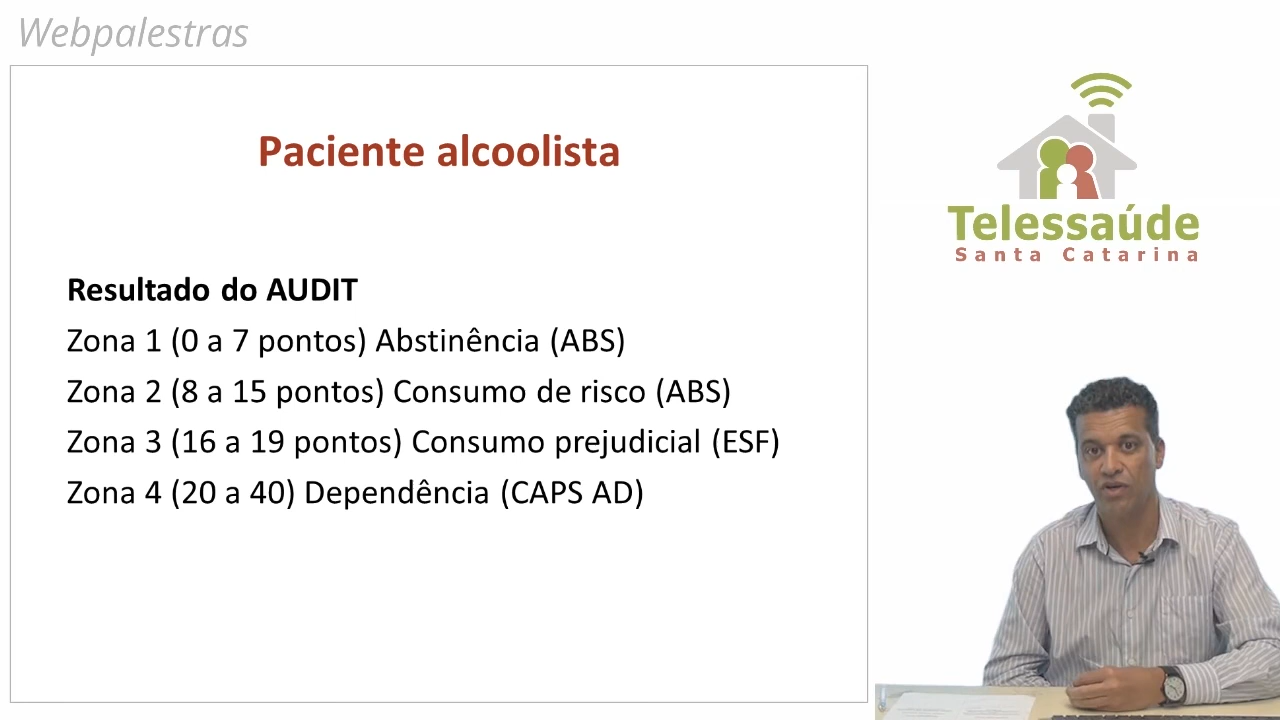 Webpalestras
Paciente alcoolista
Resultado do AUDIT
Zona 1 (0 a 7 pontos) Abstinência (ABS)
Zona 2 (8 a 15 pontos) Consumo de risco (ABS)
Zona 3 (16 a 19 pontos) Consumo prejudicial (ESF)
Zona 4 (20 a 40) Dependência (CAPS AD)
Telessaúde
Santa Catarina